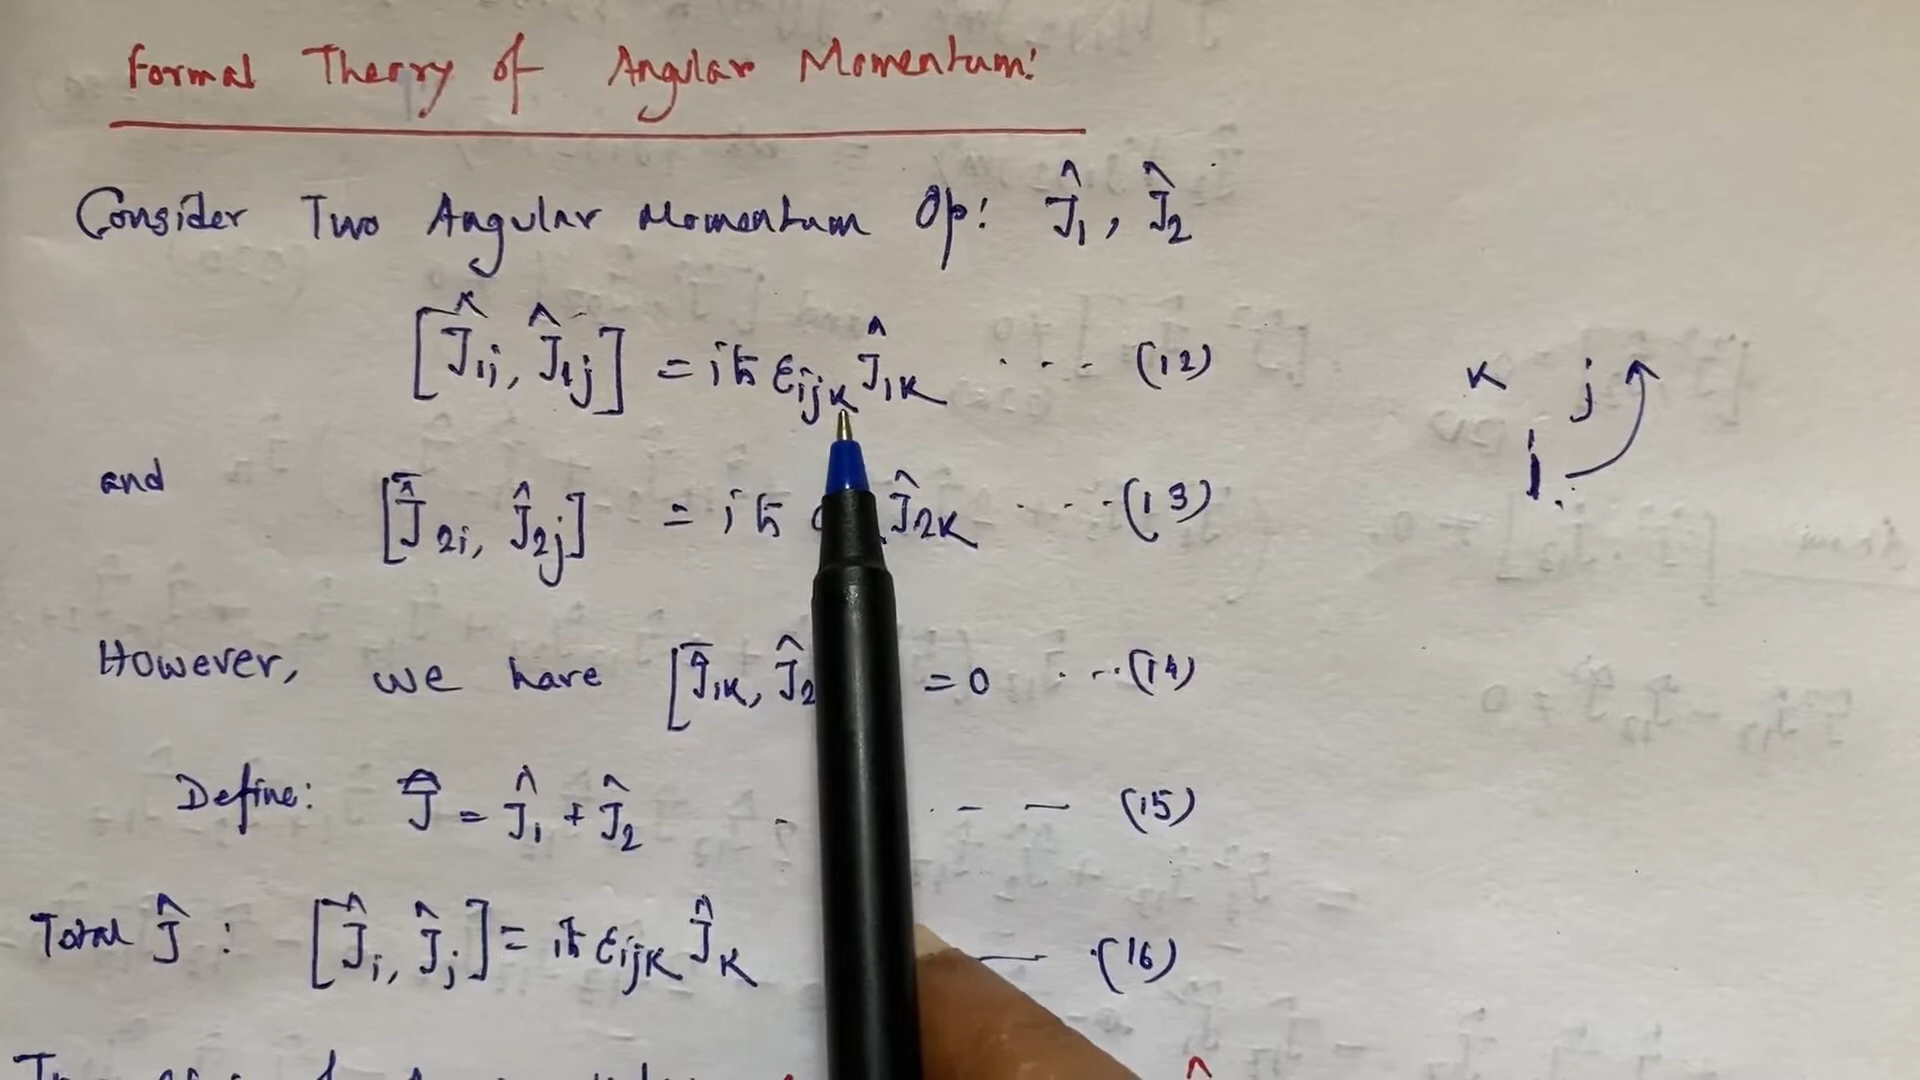 Formal Theory of Angular Momentum:
Consider Two Angular Momentum Op: Ĵ₁, Ĵ₂
[Ĵ₁ᵢ, Ĵ₁ⱼ] = iħ εᵢⱼₖ Ĵ₁ₖ ... (12)
k j
i
and [Ĵ₂ᵢ, Ĵ₂ⱼ] = iħ Ĵ₂ₖ ... (13)
However, we have [Ĵ₁ₖ, Ĵ₂ = 0 ... (14)
Define: Ĵ = Ĵ₁ + Ĵ₂ - . - — (15)
Total Ĵ : [Ĵᵢ, Ĵⱼ] = iħ εᵢⱼₖ Ĵₖ — (16)